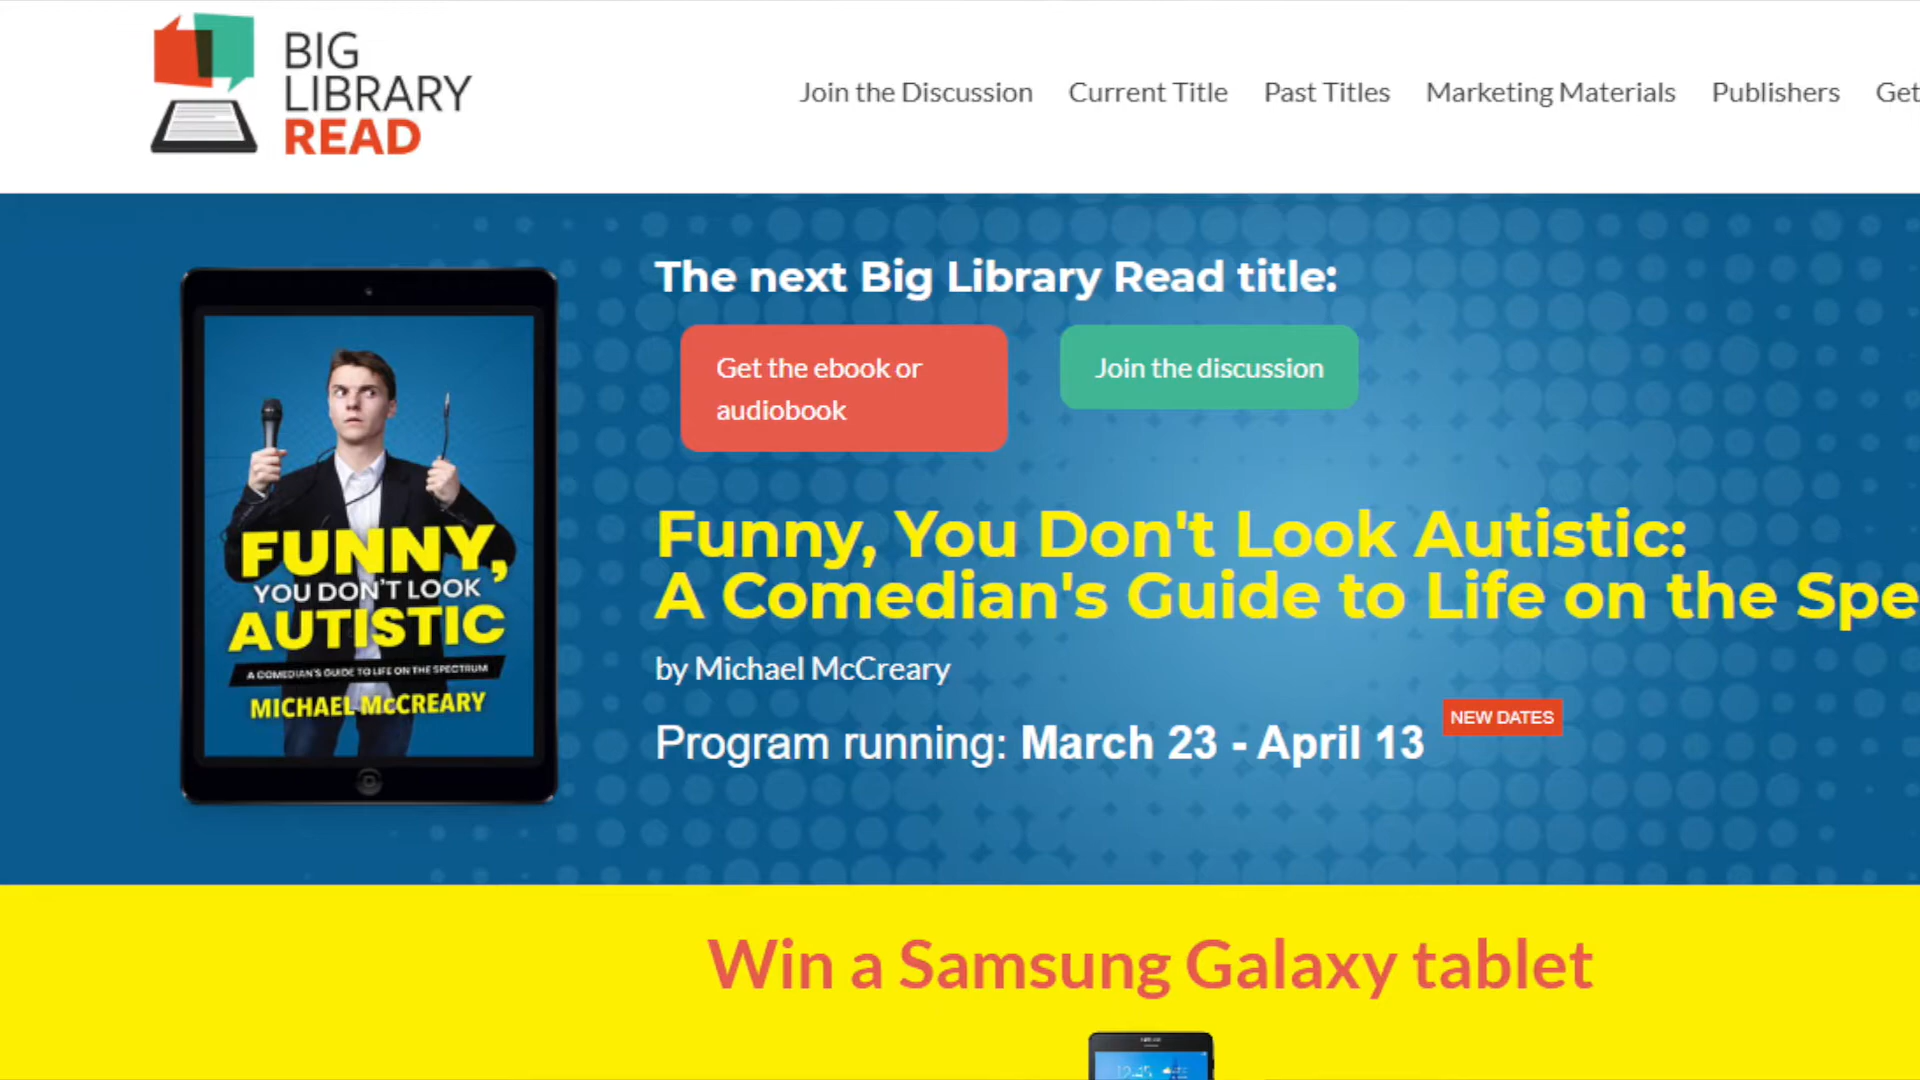 BIG
LIBRARY
READ
Join the Discussion Current Title Past Titles Marketing Materials Publishers Get
The next Big Library Read title:
Get the ebook or
audiobook
Join the discussion
FUNNY,
YOU DON'T LOOK
AUTISTIC
A COMEDIAN'S GUIDE TO LIFE ON THE SPECTRUM
MICHAEL McCREARY
Funny, You Don't Look Autistic:
A Comedian's Guide to Life on the Spe
by Michael McCreary
Program running: March 23 - April 13 NEW DATES
Win a Samsung Galaxy tablet
12:45